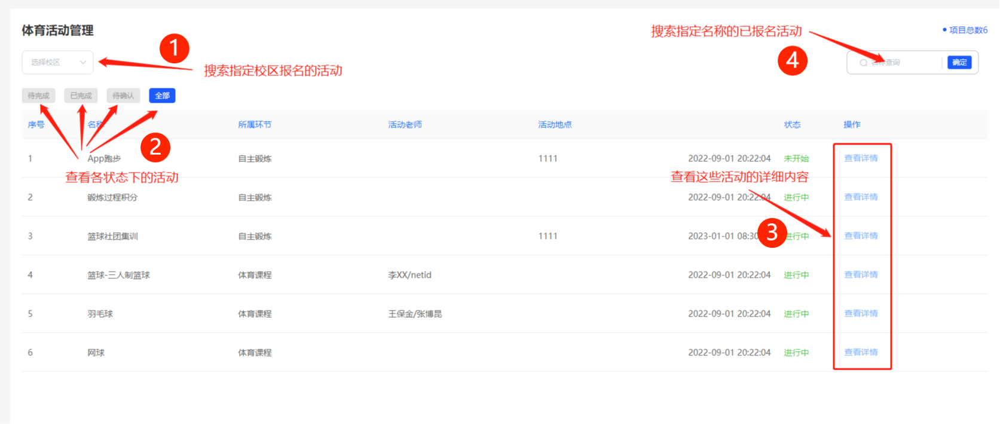 体育活动管理
搜索指定名称的已报名活动
项目总数6
1
4
选择校区
搜索指定校区报名的活动
名称查询
确定
待完成 已完成 待确认 全部
序号 名称 所属环节 活动老师 活动地点 状态 操作
2
1 App跑步 自主锻炼 1111 2022-09-01 20:22:04 未开始 查看详情
查看各状态下的活动
查看这些活动的详细内容
2 锻炼过程积分 自主锻炼 2022-09-01 20:22:04 进行中 查看详情
3 篮球社团集训 自主锻炼 1111 2023-01-01 08:30 进行中 查看详情
3
4 篮球-三人制篮球 体育课程 李XX/netid 2022-09-01 20:22:04 进行中 查看详情
5 羽毛球 体育课程 王保金/张博昆 2022-09-01 20:22:04 进行中 查看详情
6 网球 体育课程 2022-09-01 20:22:04 进行中 查看详情